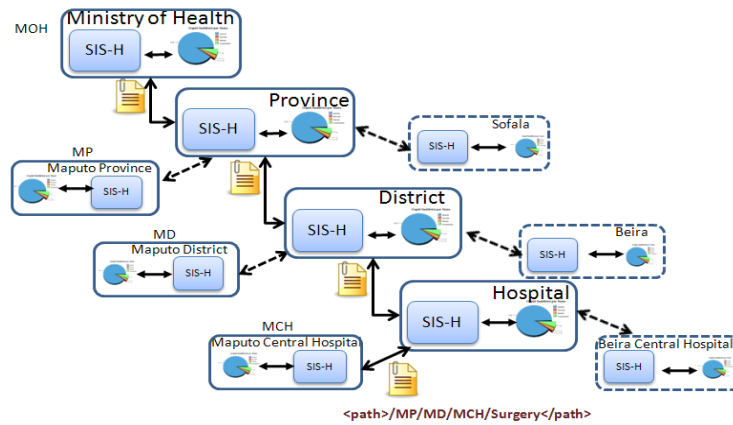 Ministry of Health
MOH
SIS-H
Province
SIS-H
Sofala
SIS-H
MP
Maputo Province
SIS-H
District
SIS-H
MD
Maputo District
SIS-H
Beira
SIS-H
Hospital
SIS-H
MCH
Maputo Central Hospital
SIS-H
Beira Central Hospital
SIS-H
<path>/MP/MD/MCH/Surgery</path>